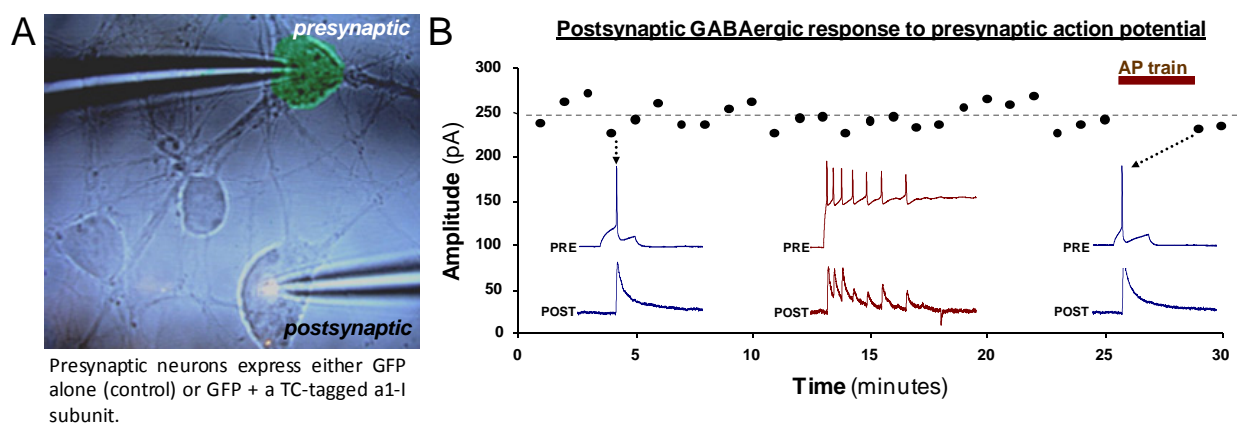 A
presynaptic
postsynaptic
Presynaptic neurons express either GFP
alone (control) or GFP + a TC-tagged a1-I
subunit.
B
Postsynaptic GABAergic response to presynaptic action potential
AP train
Amplitude (pA)
300
250
200
150
100
50
0
PRE
POST
PRE
POST
PRE
POST
0 5 10 15 20 25 30
Time (minutes)